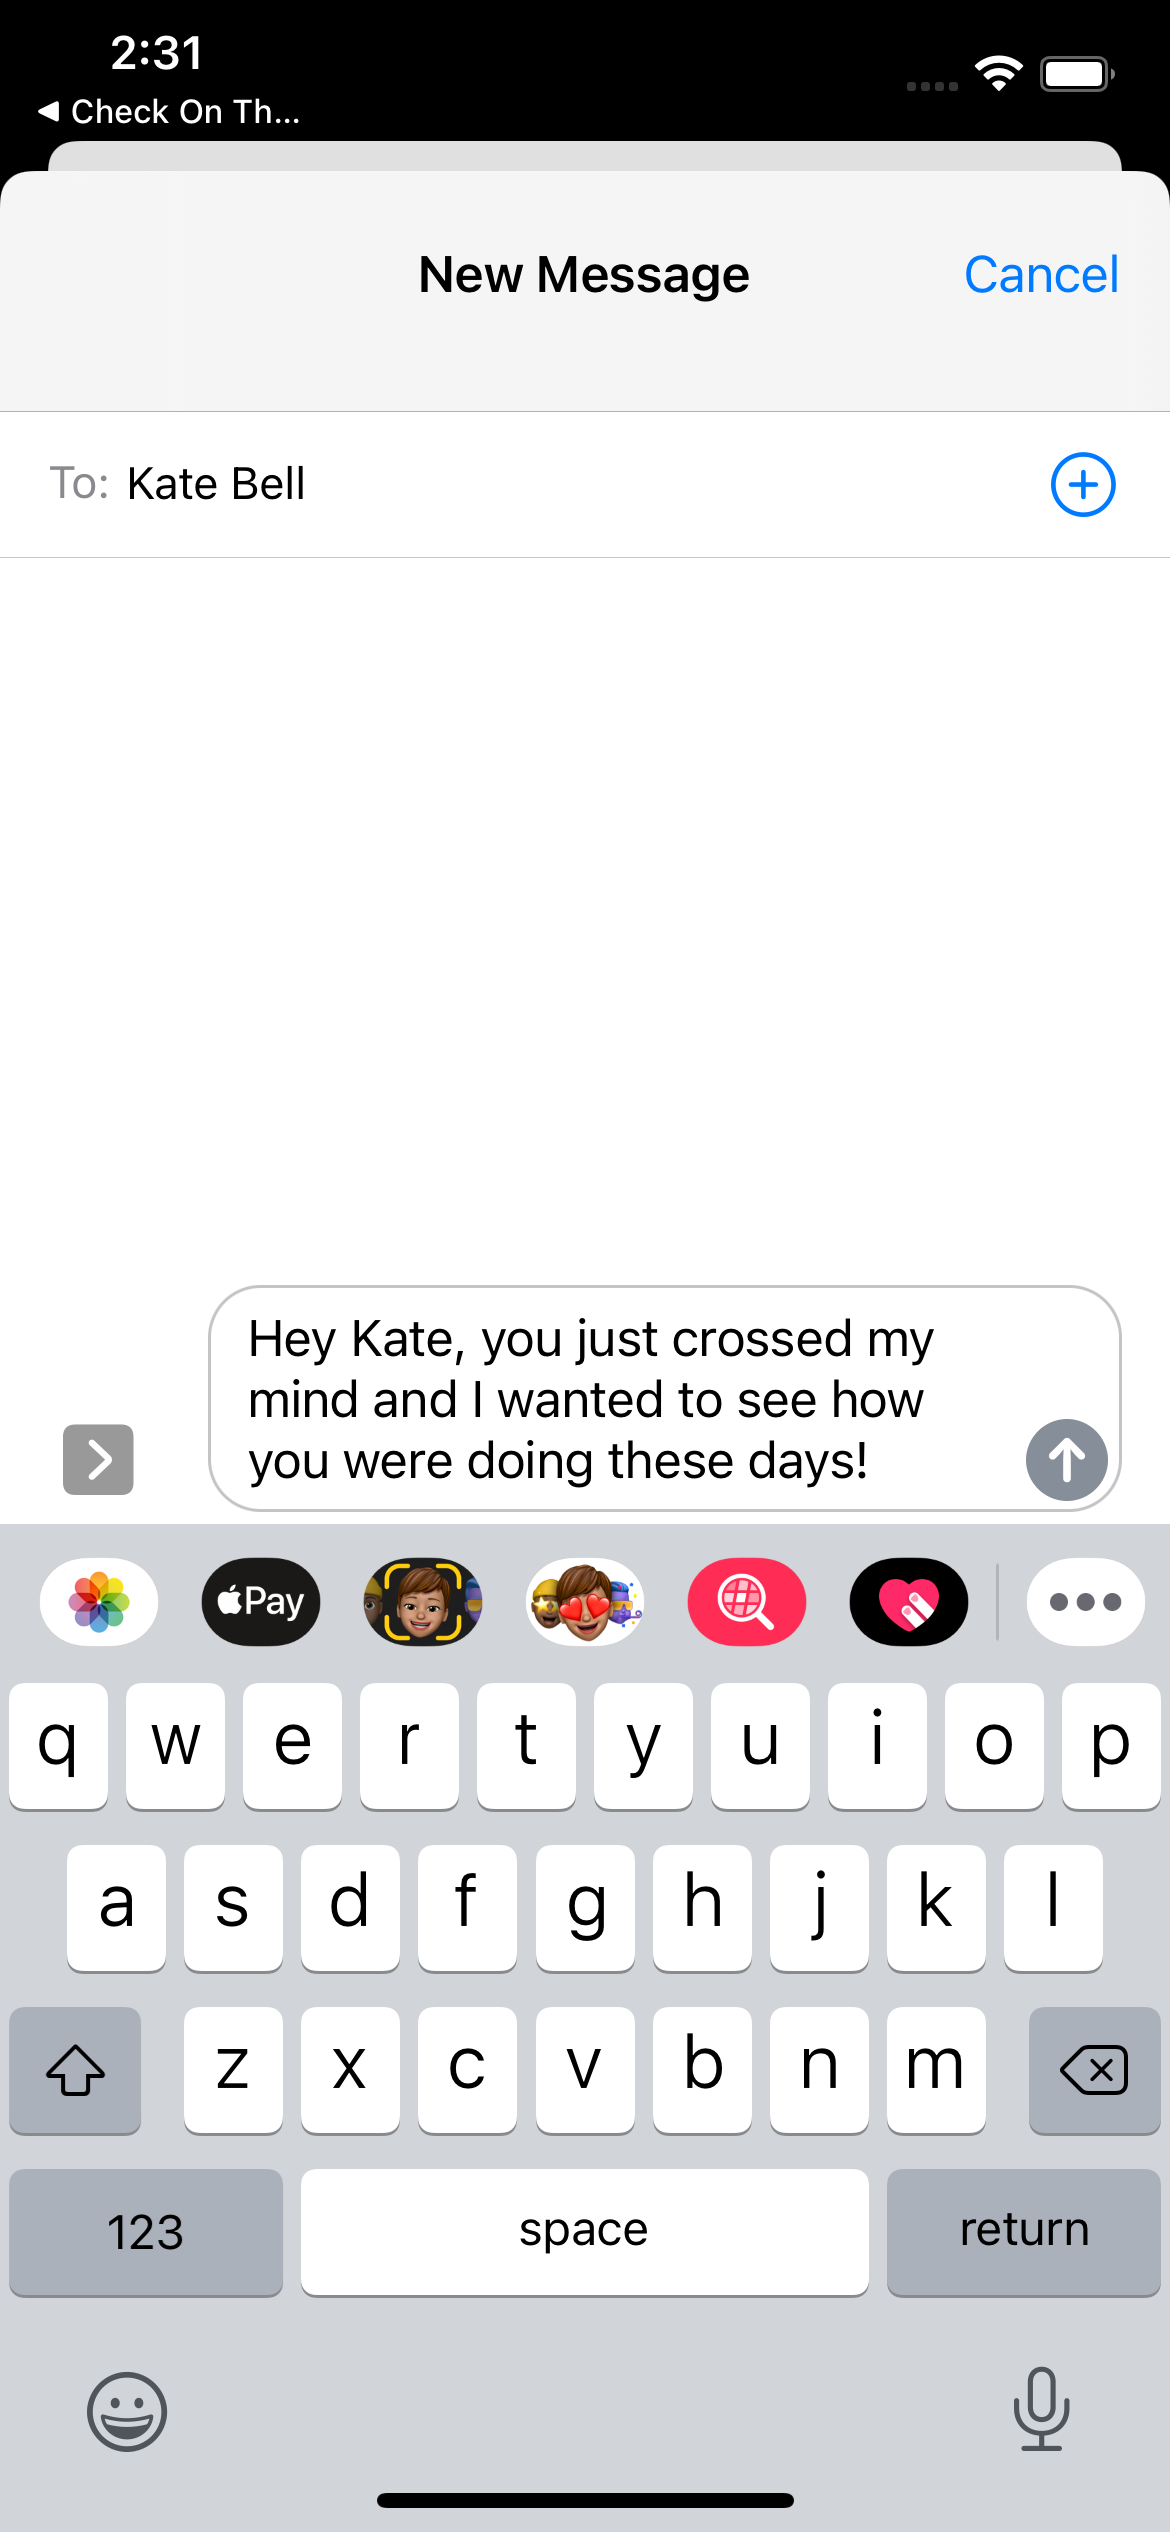 2:31
◀ Check On Th...
New Message
Cancel
To: Kate Bell
Hey Kate, you just crossed my
mind and I wanted to see how
you were doing these days!
Pay
q w e r t y u i o p
a s d f g h j k l
z x c v b n m
123 space return